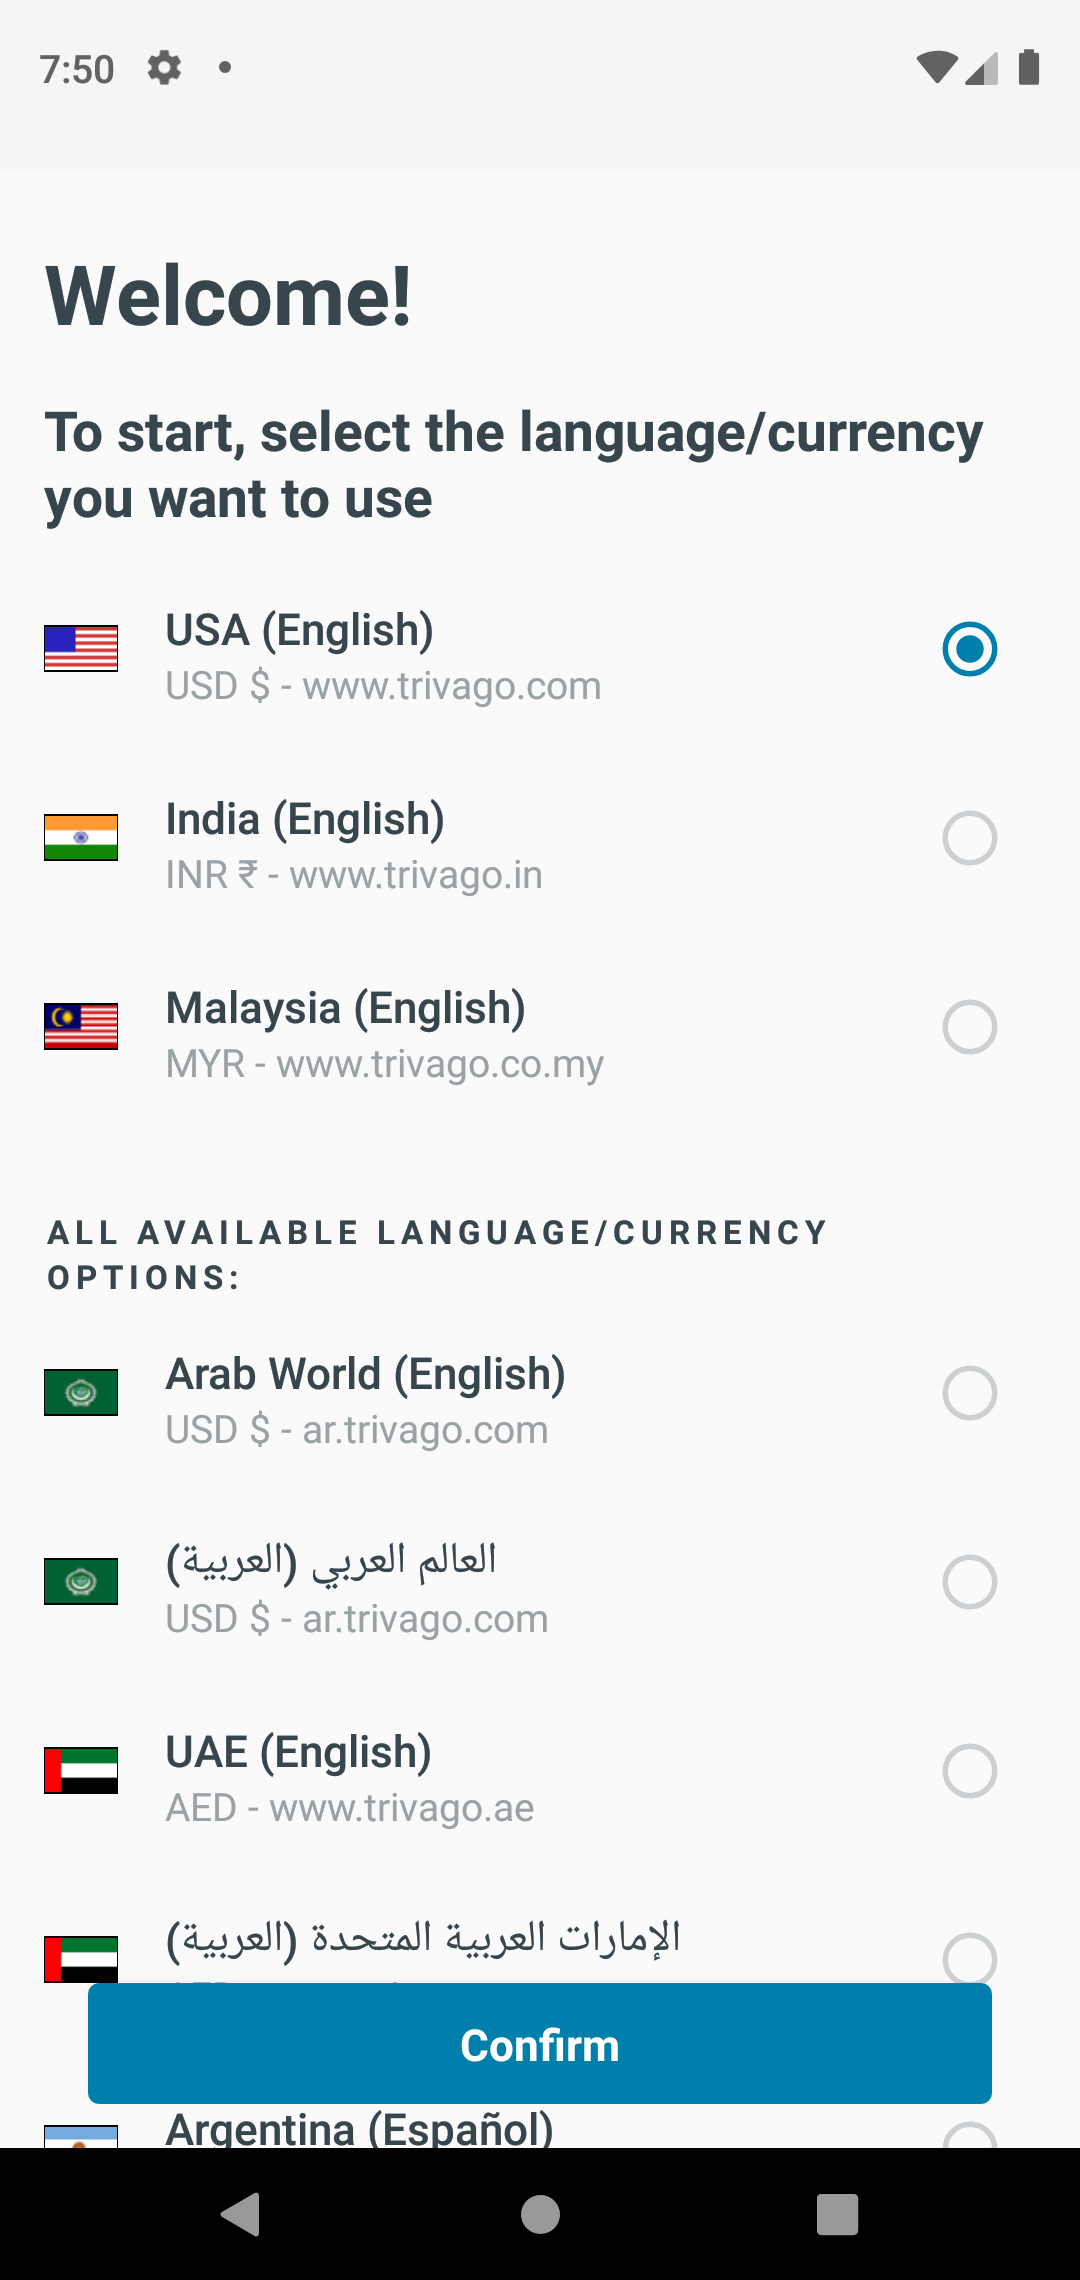 7:50
Welcome!
To start, select the language/currency
you want to use
USA (English)
USD $ - www.trivago.com
India (English)
INR ₹ - www.trivago.in
Malaysia (English)
MYR - www.trivago.co.my
ALL AVAILABLE LANGUAGE/CURRENCY
OPTIONS:
Arab World (English)
USD $ - ar.trivago.com
العالم العربي (العربية)
USD $ - ar.trivago.com
UAE (English)
AED - www.trivago.ae
الإمارات العربية المتحدة (العربية)
Confirm
Argentina (Español)